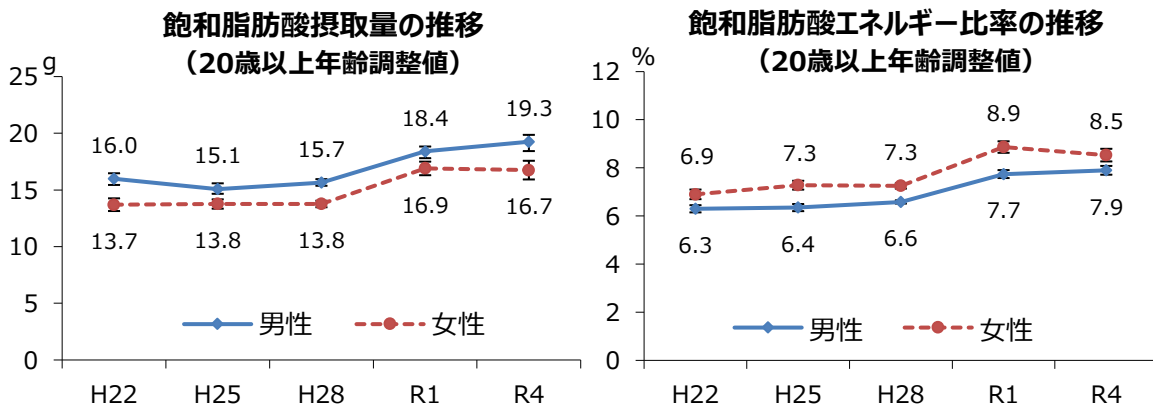 飽和脂肪酸摂取量の推移
（20歳以上年齢調整値）
g
25
20
15
10
5
0
16.0
15.1
15.7
18.4
19.3
13.7
13.8
13.8
16.9
16.7
男性
女性
H22
H25
H28
R1
R4
飽和脂肪酸エネルギー比率の推移
（20歳以上年齢調整値）
%
12
10
8
6
4
2
0
6.9
7.3
7.3
8.9
8.5
6.3
6.4
6.6
7.7
7.9
男性
女性
H22
H25
H28
R1
R4